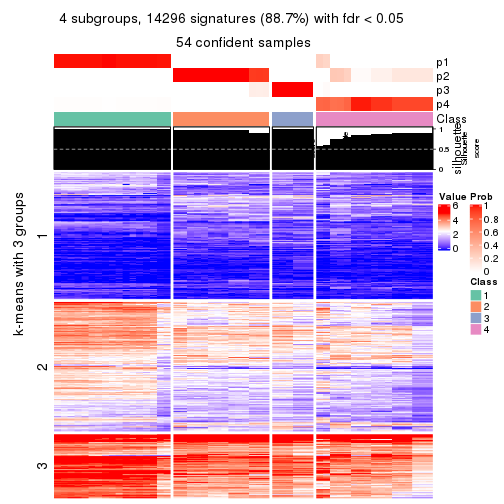 4 subgroups, 14296 signatures (88.7%) with fdr < 0.05
54 confident samples
p1
p2
p3
p4
Class
1
0.5
0
silhouette
Silhouette
score
k-means with 3 groups
1
2
3
Value
6
4
2
0
Prob
1
0.8
0.6
0.4
0.2
0
Class
1
2
3
4